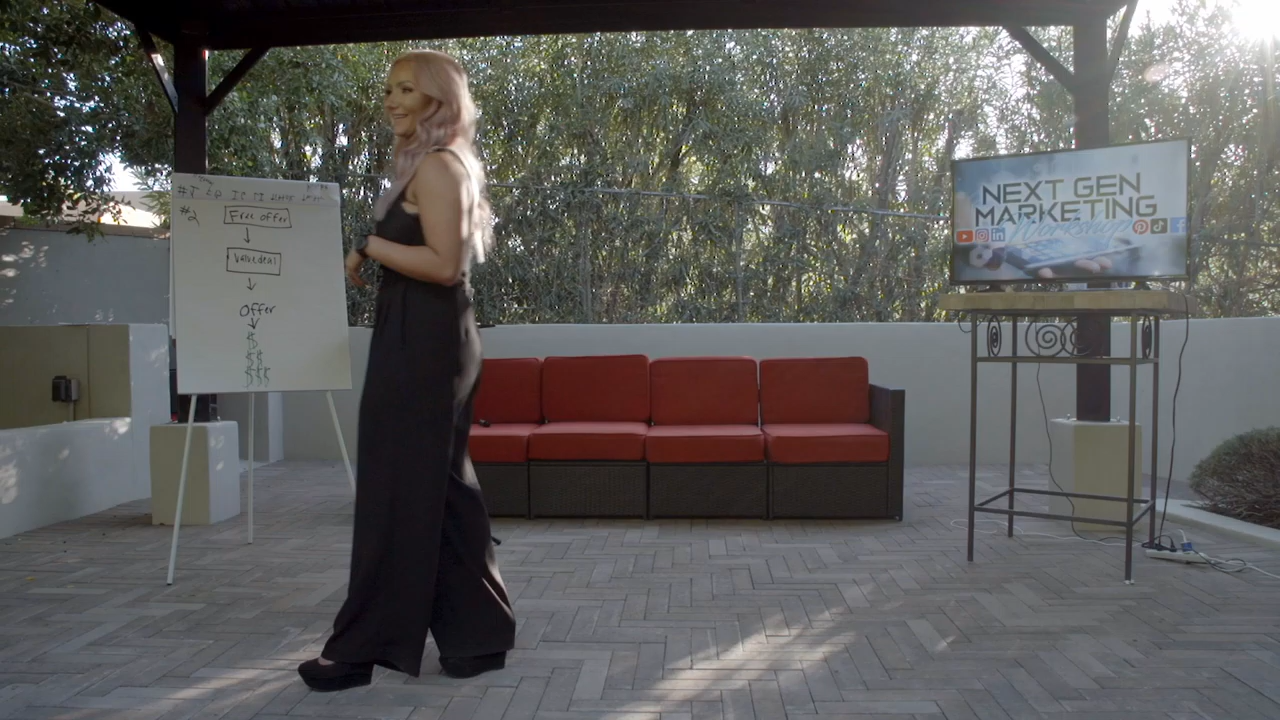 #2
Free offer
Value deal
Offer
$
$$
$$$
NEXT GEN
MARKETING
Workshop